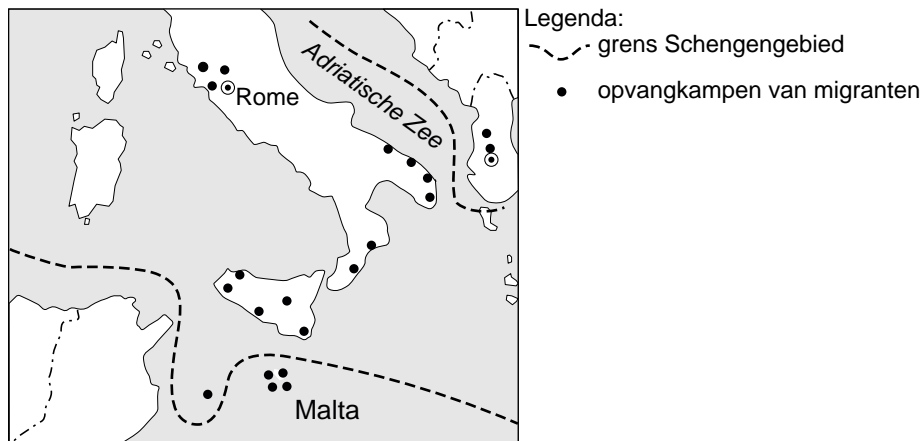 Legenda:
grens Schengengebied
opvangkampen van migranten
Adriatische Zee
Rome
Malta